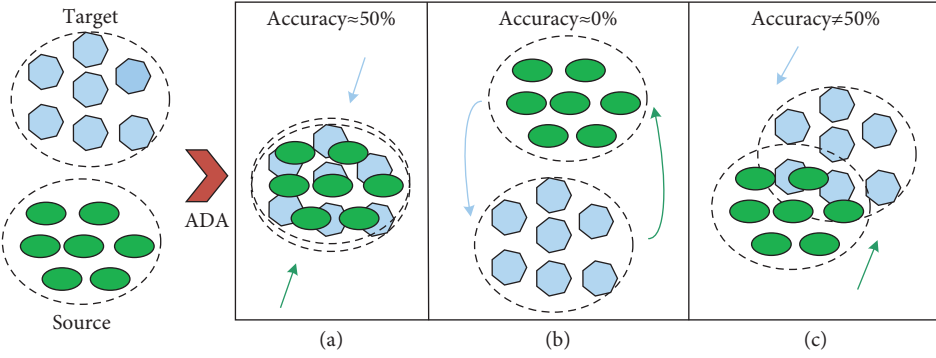 Target
Source
ADA
Accuracy≈50%
Accuracy≈0%
Accuracy≠50%
(a)
(b)
(c)